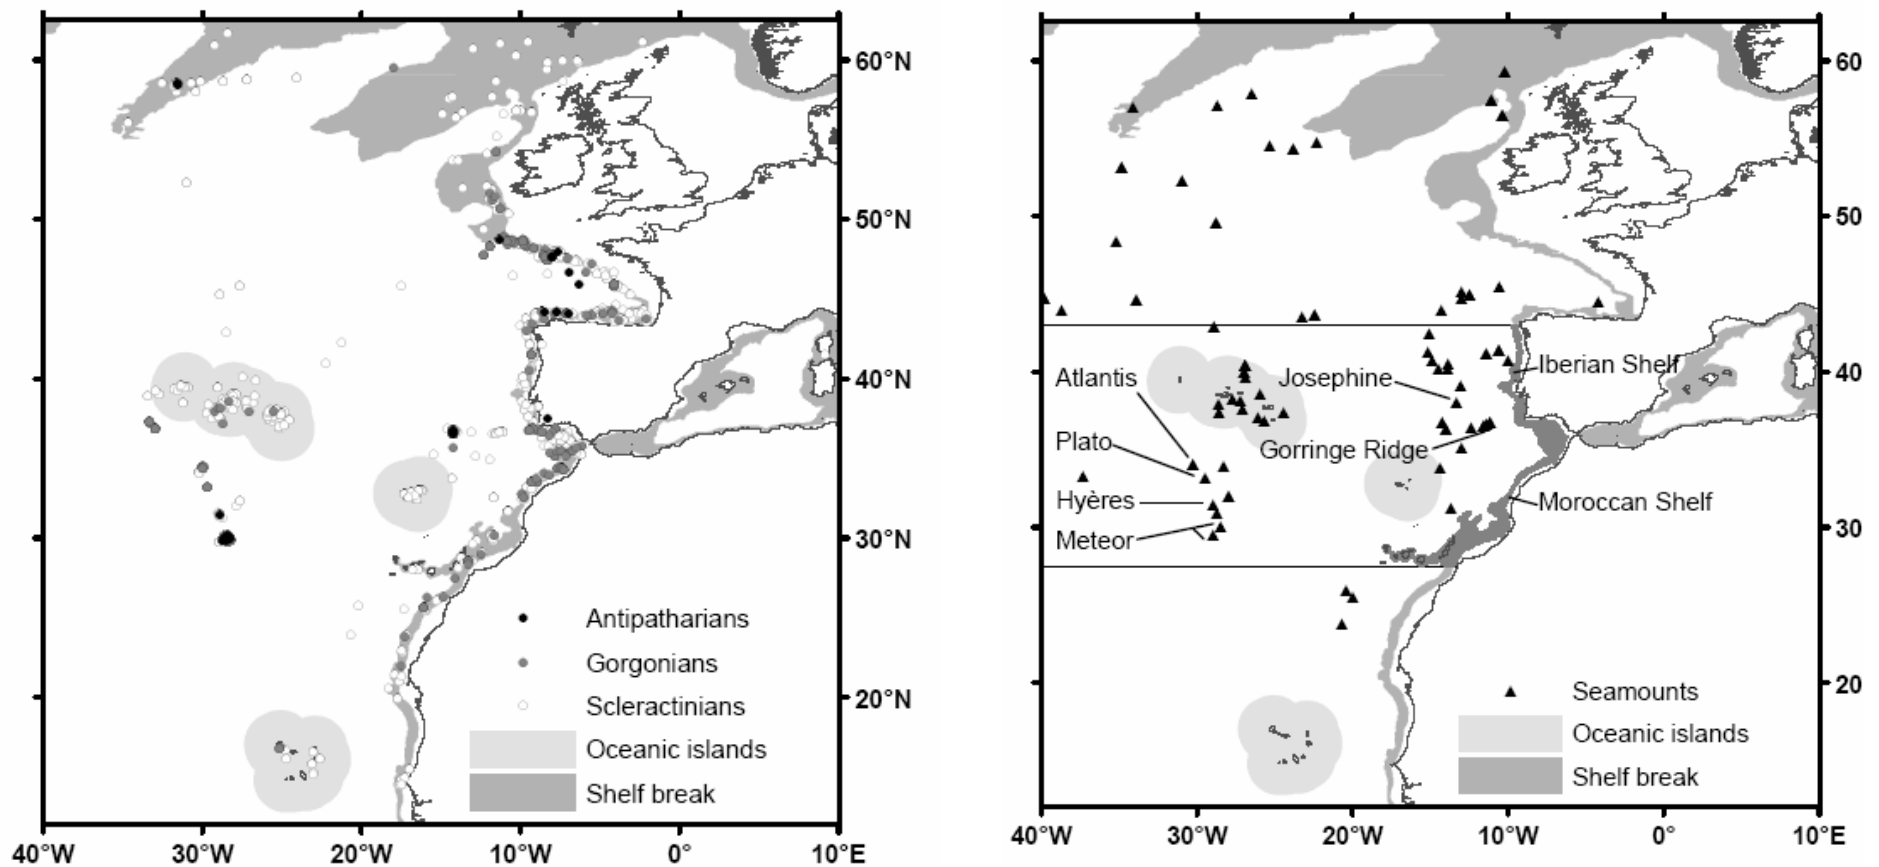 60°N
50°N
40°N
30°N
20°N
Antipatharians
Gorgonians
Scleractinians
Oceanic islands
Shelf break
40°W 30°W 20°W 10°W 0° 10°E
60
50
40
30
20
Atlantis
Josephine
Iberian Shelf
Plato
Gorringe Ridge
Hyères
Moroccan Shelf
Meteor
Seamounts
Oceanic islands
Shelf break
40°W 30°W 20°W 10°W 0° 10°E